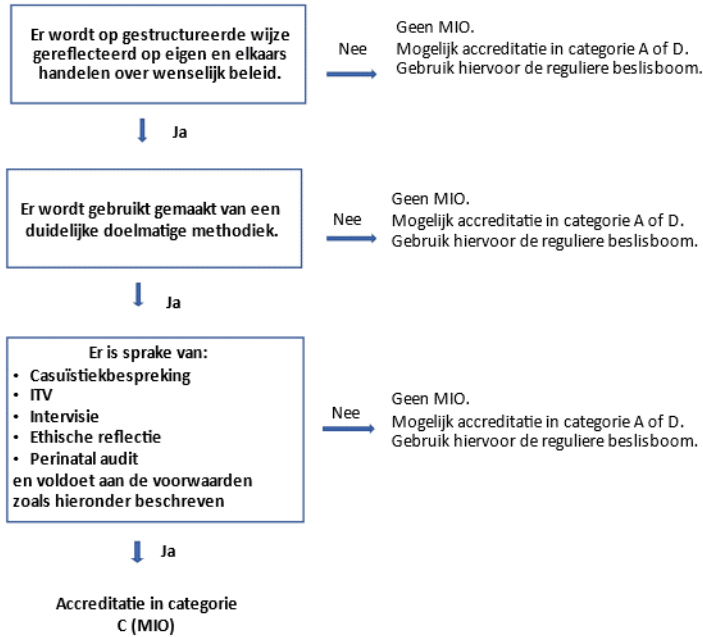 Er wordt op gestructureerde wijze
gereflecteerd op eigen en elkaars
handelen over wenselijk beleid.
Nee
Geen MIO.
Mogelijk accreditatie in categorie A of D.
Gebruik hiervoor de reguliere beslisboom.
Ja
Er wordt gebruikt gemaakt van een
duidelijke doelmatige methodiek.
Nee
Geen MIO.
Mogelijk accreditatie in categorie A of D.
Gebruik hiervoor de reguliere beslisboom.
Ja
Er is sprake van:
• Casuïstiekbespreking
• ITV
• Intervisie
• Ethische reflectie
• Perinatal audit
en voldoet aan de voorwaarden
zoals hieronder beschreven
Nee
Geen MIO.
Mogelijk accreditatie in categorie A of D.
Gebruik hiervoor de reguliere beslisboom.
Ja
Accreditatie in categorie
C (MIO)